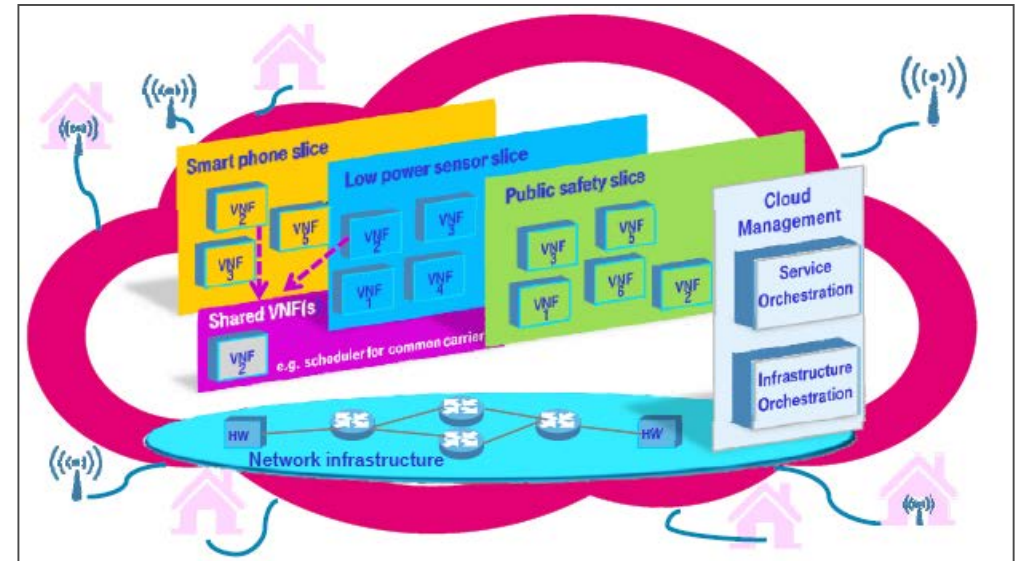 Smart phone slice
VNF
2
VNF
5
VNF
3
Low power sensor slice
VNF
2
VNF
3
VNF
1
VNF
4
Public safety slice
VNF
3
VNF
5
VNF
1
VNF
6
VNF
2
Shared VNF(s
VNF
2
e.g. scheduler for common carrier
Cloud
Management
Service
Orchestration
Infrastructure
Orchestration
HW
HW
Network infrastructure